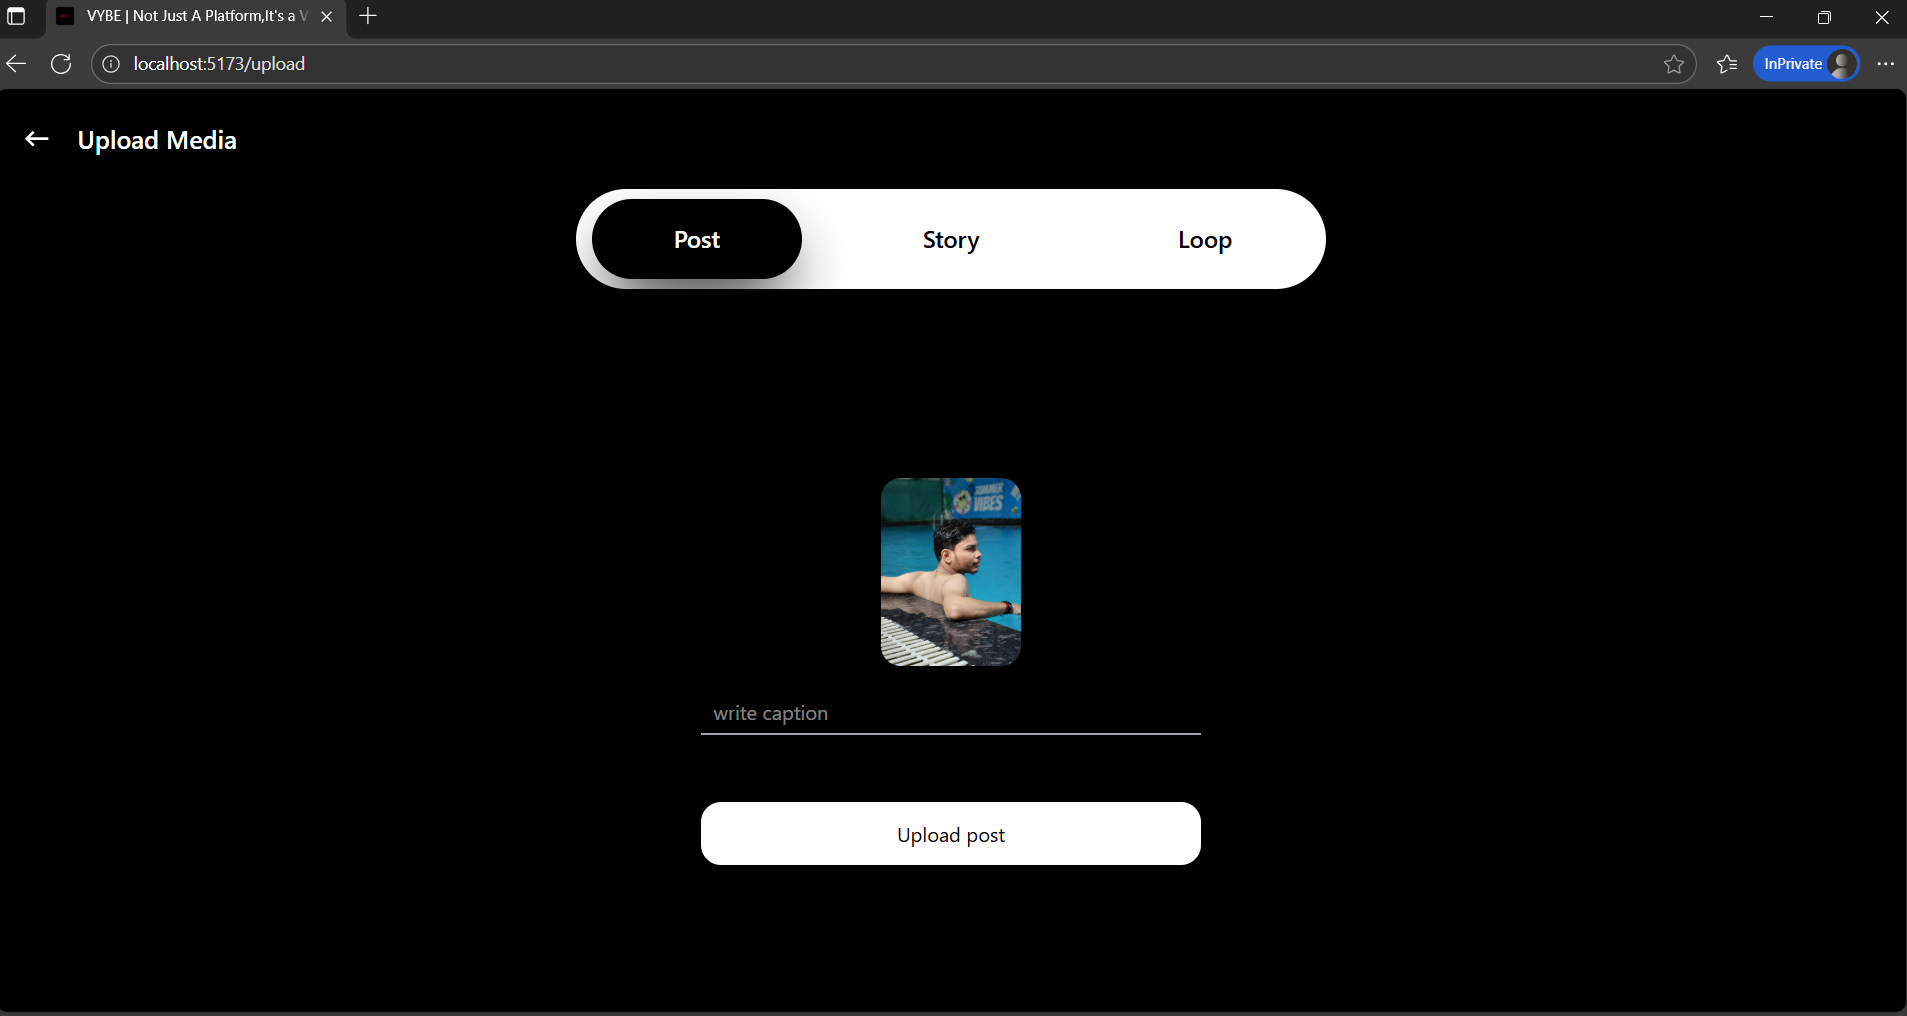 VYBE | Not Just A Platform,It's a V
localhost:5173/upload
InPrivate
Upload Media
Post
Story
Loop
SUMMER
VIBES
write caption
Upload post